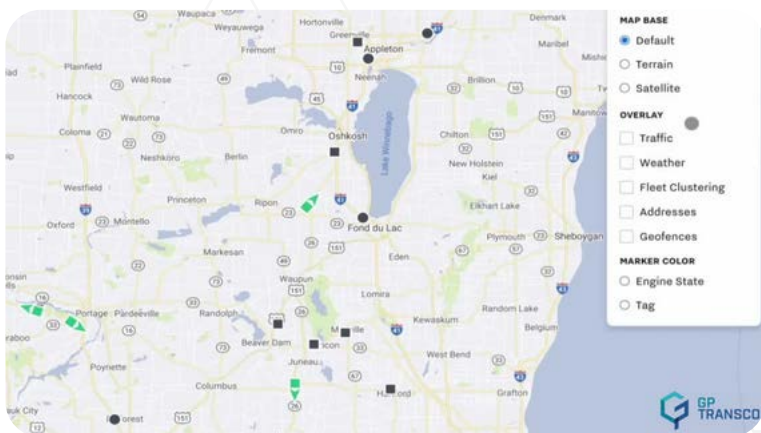 Waupaca
Weyauwega
Hortonville
Greenville
Appleton
Fremont
Neenah
Denmark
Maribel
Plainfield
Wild Rose
Hancock
Brillion
Wautoma
Coloma
Omro
Oshkosh
Lake Winnebago
Chilton
Neshkoro
Berlin
New Holstein
Kiel
Westfield
Princeton
Ripon
Elkhart Lake
Oxford
Montello
Fond du Lac
Plymouth
Sheboygan
Markesan
Eden
Waupun
Lomira
Portage
Pardeeville
Randolph
Kewaskum
Random Lake
Belgium
Beaver Dam
West Bend
Juneau
Poynette
Columbus
Grafton
MAP BASE
Default
Terrain
Satellite
OVERLAY
Traffic
Weather
Fleet Clustering
Addresses
Geofences
MARKER COLOR
Engine State
Tag
GP
TRANSCO